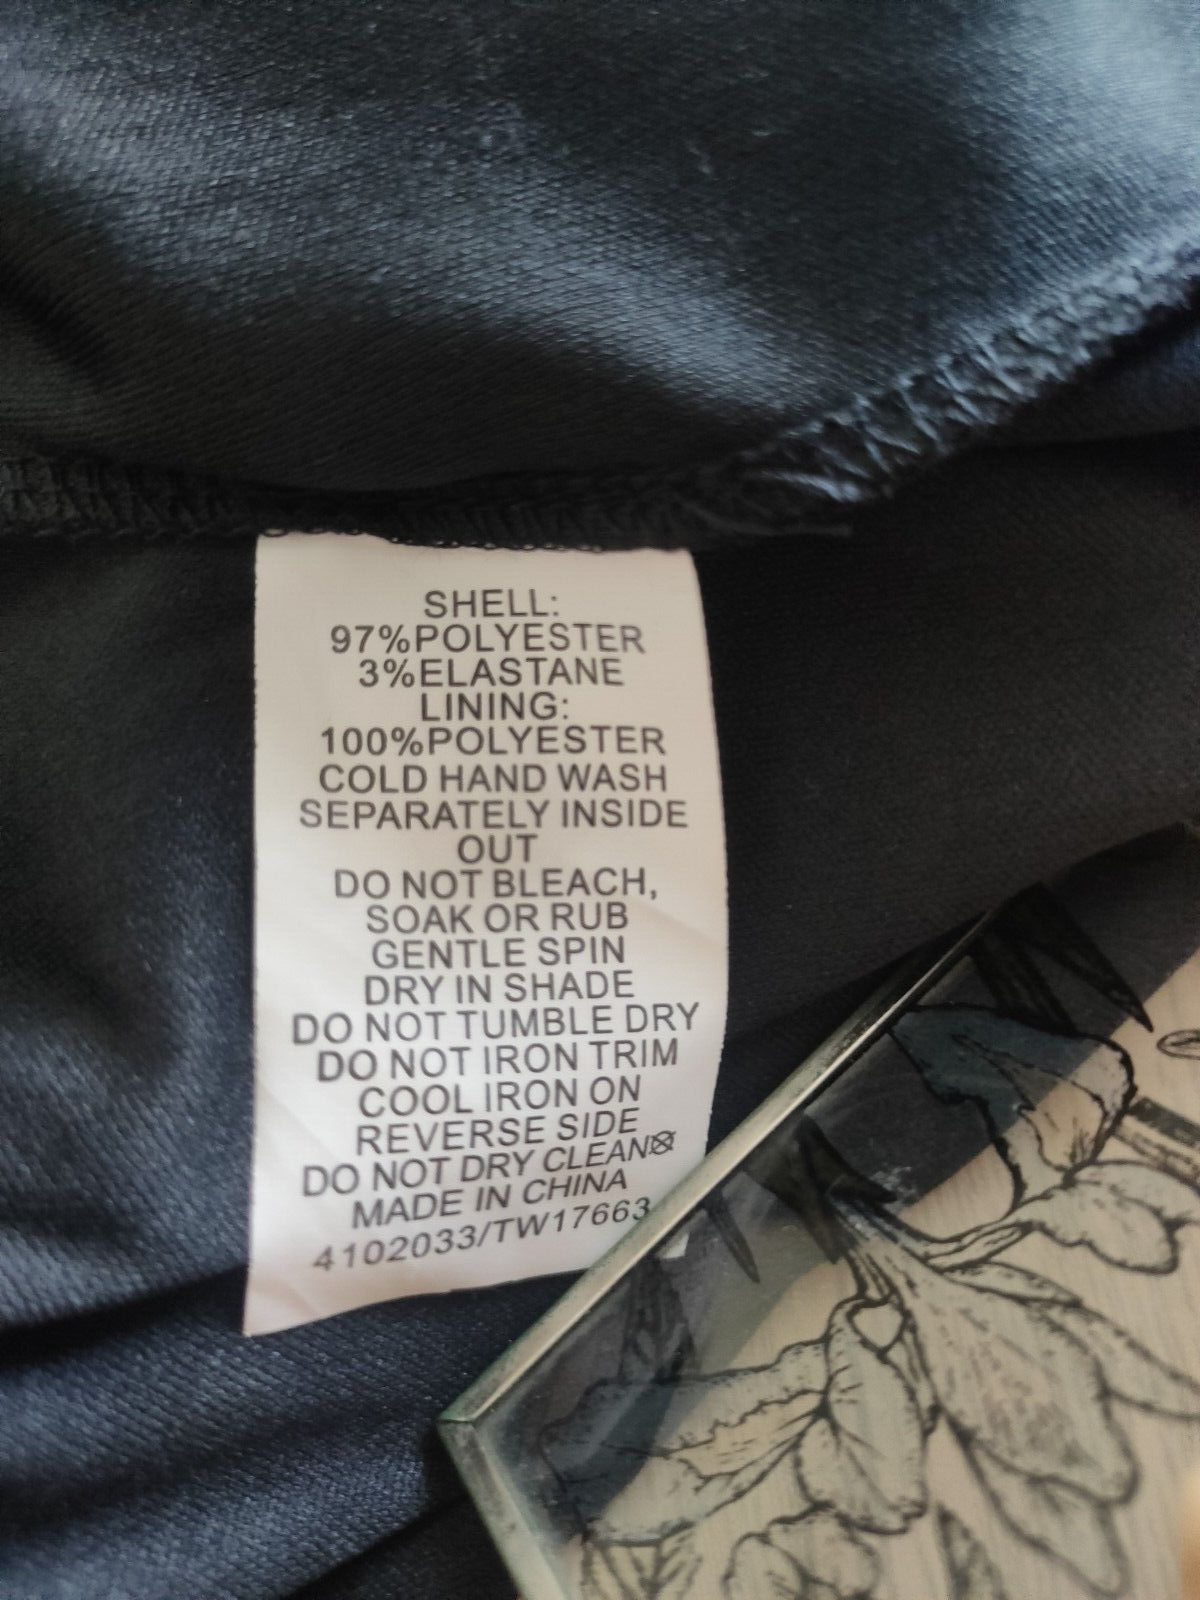 SHELL:
97%POLYESTER
3%ELASTANE
LINING:
100%POLYESTER
COLD HAND WASH
SEPARATELY INSIDE
OUT
DO NOT BLEACH,
SOAK OR RUB
GENTLE SPIN
DRY IN SHADE
DO NOT TUMBLE DRY
DO NOT IRON TRIM
COOL IRON ON
REVERSE SIDE
DO NOT DRY CLEAN
MADE IN CHINA
4102033/TW17663